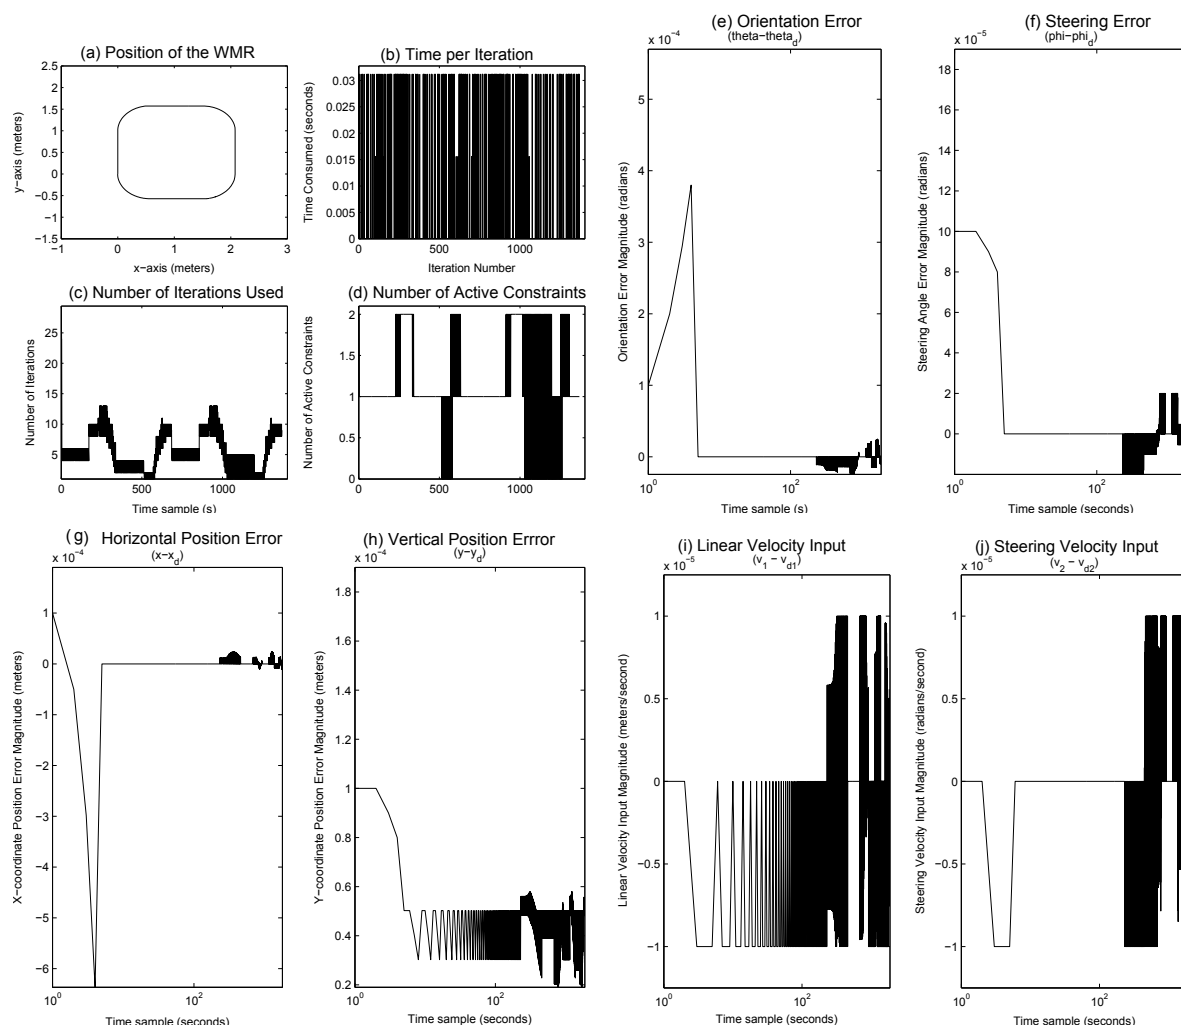 (a) Position of the WMR
2.5
2
1.5
1
0.5
0
−0.5
−1
−1.5
−1
0
1
2
3
y−axis (meters)
x−axis (meters)
(b) Time per Iteration
0.03
0.025
0.02
0.015
0.01
0.005
0
0
500
1000
Time Consumed (seconds)
Iteration Number
(c) Number of Iterations Used
25
20
15
10
5
0
500
1000
Number of Iterations
Time sample (s)
(d) Number of Active Constraints
2
1.5
1
0.5
0
0
500
1000
Number of Active Constraints
Time sample (s)
(e) Orientation Error
(theta−theta_d)
x 10^−4
5
4
3
2
1
0
10^0
10^2
Orientation Error Magnitude (radians)
Time sample (s)
(f) Steering Error
(phi−phi_d)
x 10^−5
18
16
14
12
10
8
6
4
2
0
10^0
10^2
Steering Angle Error Magnitude (radians)
Time sample (seconds)
(g) Horizontal Position Error
(x−x_d)
x 10^−4
1
0
−1
−2
−3
−4
−5
−6
10^0
10^2
X−coordinate Position Error Magnitude (meters)
Time sample (seconds)
(h) Vertical Position Errror
(y−y_d)
x 10^−4
1.8
1.6
1.4
1.2
1
0.8
0.6
0.4
0.2
10^0
10^2
Y−coordinate Position Error Magnitude (meters)
Time sample (seconds)
(i) Linear Velocity Input
(v_1 − v_d1)
x 10^−5
1
0.5
0
−0.5
−1
10^0
10^2
Linear Velocity Input Magnitude (meters/second)
Time sample (seconds)
(j) Steering Velocity Input
(v_2 − v_d2)
x 10^−5
1
0.5
0
−0.5
−1
10^0
10^2
Steering Velocity Input Magnitude (radians/second)
Time sample (seconds)